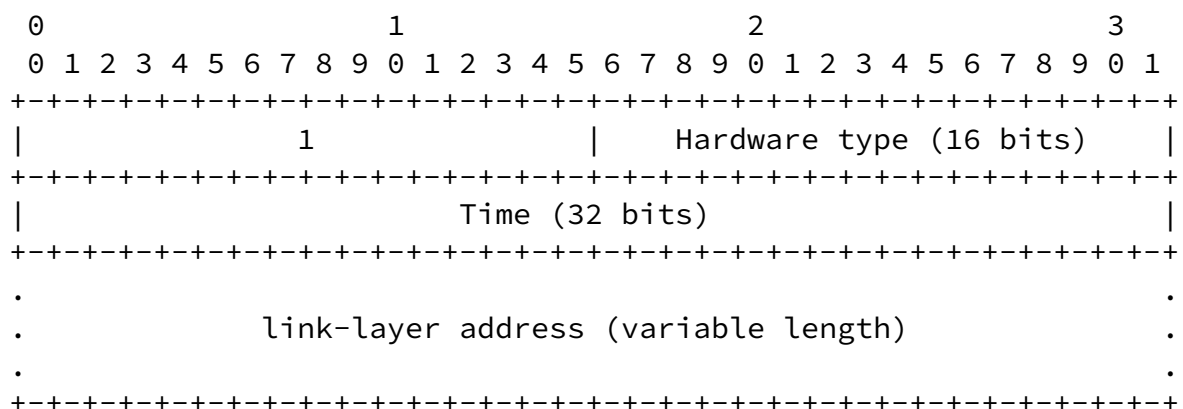 0                   1                   2                   3
 0 1 2 3 4 5 6 7 8 9 0 1 2 3 4 5 6 7 8 9 0 1 2 3 4 5 6 7 8 9 0 1
+-+-+-+-+-+-+-+-+-+-+-+-+-+-+-+-+-+-+-+-+-+-+-+-+-+-+-+-+-+-+-+-+
|               1               |    Hardware type (16 bits)    |
+-+-+-+-+-+-+-+-+-+-+-+-+-+-+-+-+-+-+-+-+-+-+-+-+-+-+-+-+-+-+-+-+
|                        Time (32 bits)                         |
+-+-+-+-+-+-+-+-+-+-+-+-+-+-+-+-+-+-+-+-+-+-+-+-+-+-+-+-+-+-+-+-+
.                                                               .
.             link-layer address (variable length)              .
.                                                               .
+-+-+-+-+-+-+-+-+-+-+-+-+-+-+-+-+-+-+-+-+-+-+-+-+-+-+-+-+-+-+-+-+